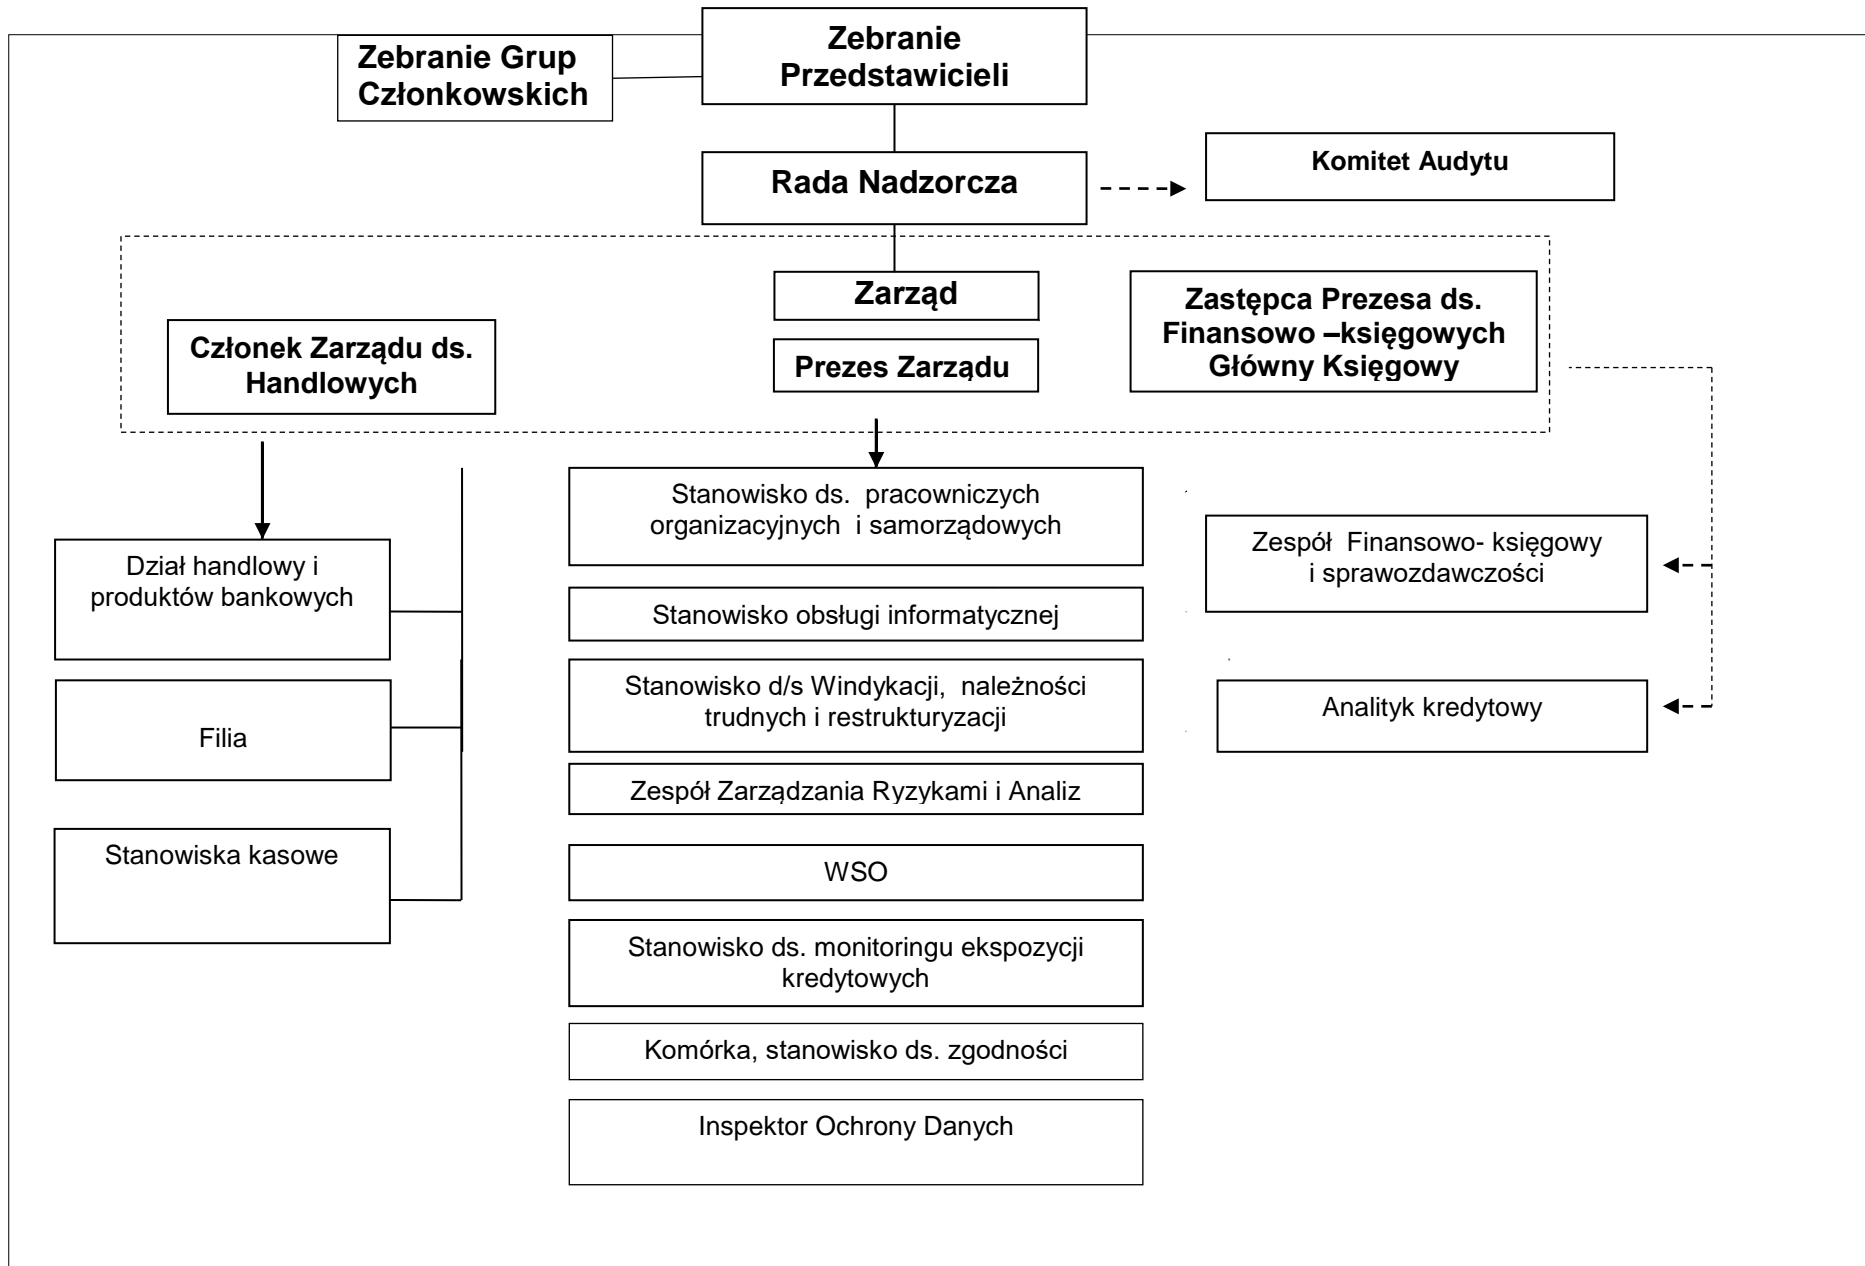 Zebranie Grup
Członkowskich
Zebranie
Przedstawicieli
Rada Nadzorcza
Komitet Audytu
Zarząd
Prezes Zarządu
Zastępca Prezesa ds.
Finansowo –księgowych
Główny Księgowy
Członek Zarządu ds.
Handlowych
Dział handlowy i
produktów bankowych
Filia
Stanowiska kasowe
Stanowisko ds.  pracowniczych
organizacyjnych  i samorządowych
Stanowisko obsługi informatycznej
Stanowisko d/s Windykacji,  należności
trudnych i restrukturyzacji
Zespół Zarządzania Ryzykami i Analiz
WSO
Stanowisko ds. monitoringu ekspozycji
kredytowych
Komórka, stanowisko ds. zgodności
Inspektor Ochrony Danych
Zespół  Finansowo- księgowy
i sprawozdawczości
Analityk kredytowy